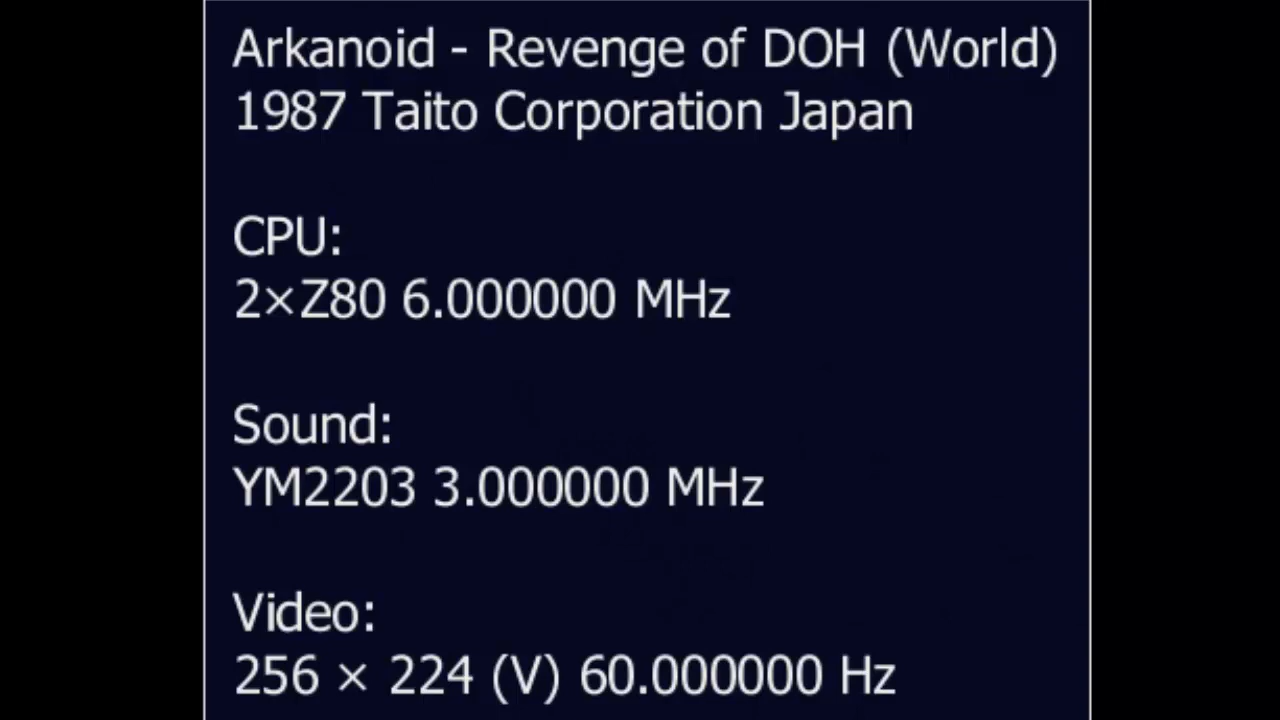 Arkanoid - Revenge of DOH (World)
1987 Taito Corporation Japan
CPU:
2×Z80 6.000000 MHz
Sound:
YM2203 3.000000 MHz
Video:
256 × 224 (V) 60.000000 Hz